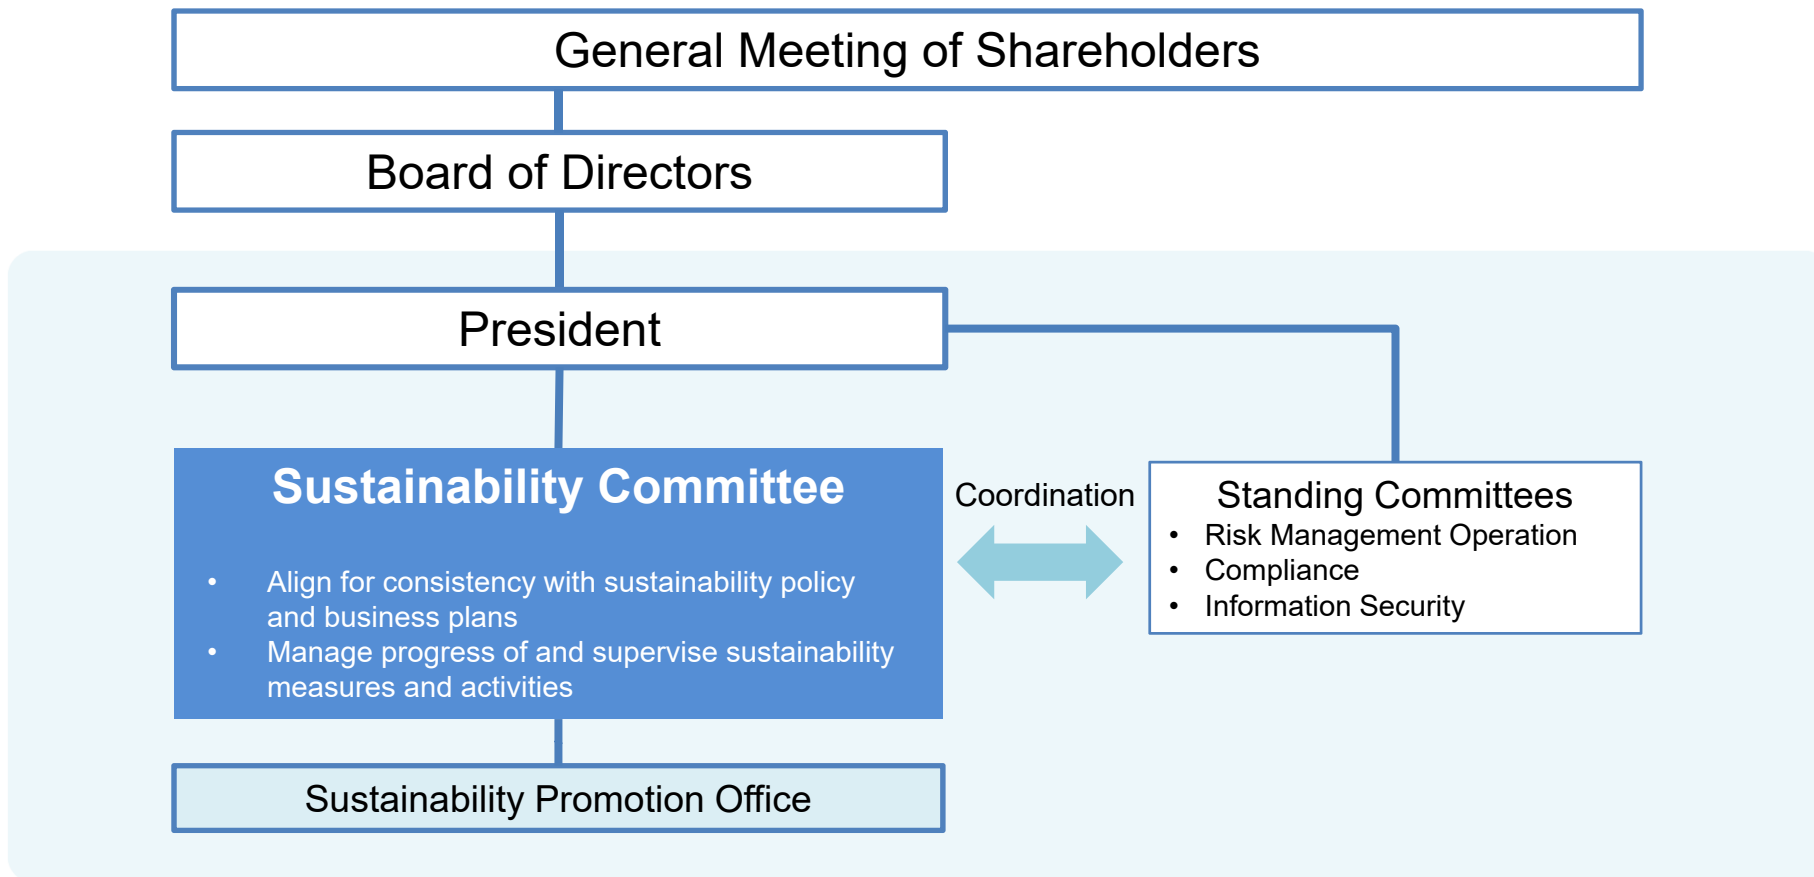 General Meeting of Shareholders
Board of Directors
President
Sustainability Committee
• Align for consistency with sustainability policy
and business plans
• Manage progress of and supervise sustainability
measures and activities
Coordination
Standing Committees
• Risk Management Operation
• Compliance
• Information Security
Sustainability Promotion Office